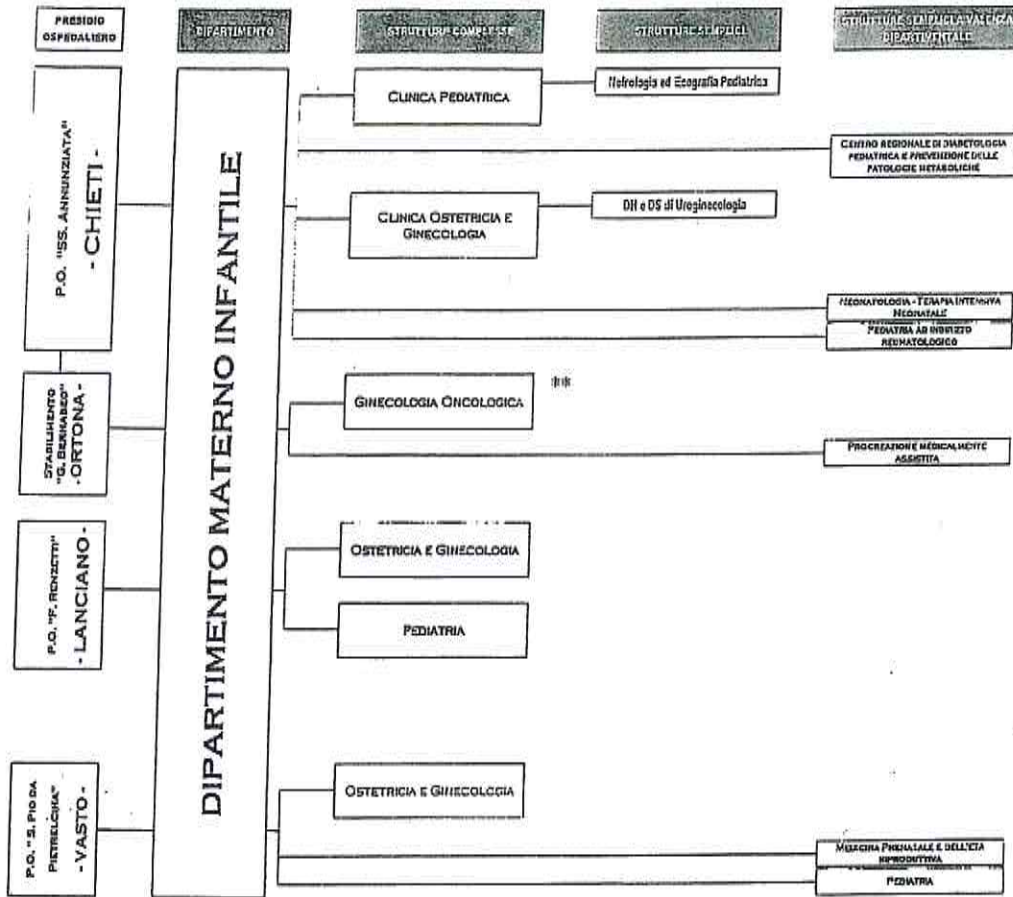 PRESIDIO
OSPEDALIERO
DIPARTIMENTO
STRUTTURE COMPLESSE
STRUTTURE SEMPLICI
STRUTTURE SEMPLICI A VALENZA
DIPARTIMENTALE
P.O. "SS. ANNUNZIATA"
- CHIETI -
STABILIMENTO
"G. BERNABEO"
- ORTONA -
P.O. "F. RENZETTI"
- LANCIANO -
P.O. "S. PIO DA
PIETRELCINA"
- VASTO -
DIPARTIMENTO MATERNO INFANTILE
CLINICA PEDIATRICA
Nefrologia ed Ecografia Pediatrica
CENTRO REGIONALE DI DIABETOLOGIA
PEDIATRICA E PREVENZIONE DELLE
PATOLOGIE METABOLICHE
CLINICA OSTETRICIA E
GINECOLOGIA
DH e DS di Uroginecologia
NEONATOLOGIA - TERAPIA INTENSIVA
NEONATALE
PEDIATRIA AD INDIRIZZO
REUMATOLOGICO
GINECOLOGIA ONCOLOGICA
**
PROCREAZIONE MEDICALMENTE
ASSISTITA
OSTETRICIA E GINECOLOGIA
PEDIATRIA
OSTETRICIA E GINECOLOGIA
MEDICINA PRENATALE E DELL'ETÀ
RIPRODUTTIVA
PEDIATRIA